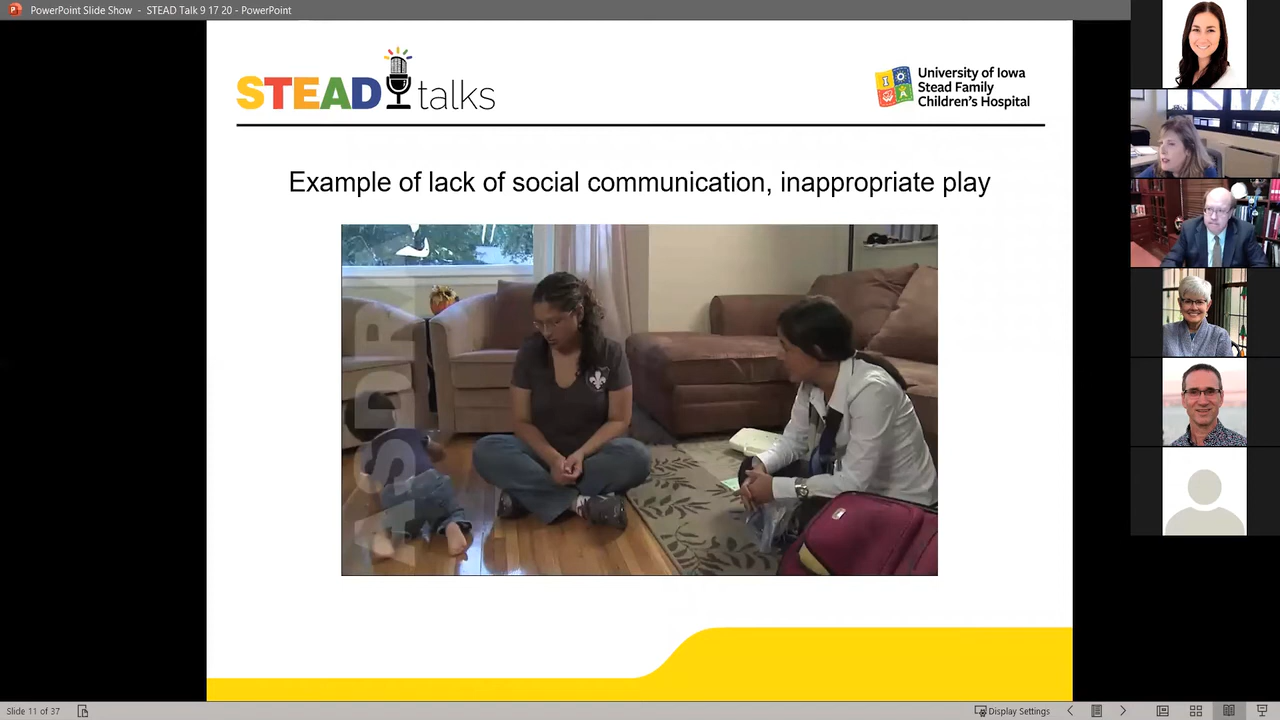 PowerPoint Slide Show - STEAD Talk 9 17 20 - PowerPoint
STEAD talks
University of Iowa
Stead Family
Children's Hospital
Example of lack of social communication, inappropriate play
ASDR
Slide 11 of 37
Display Settings